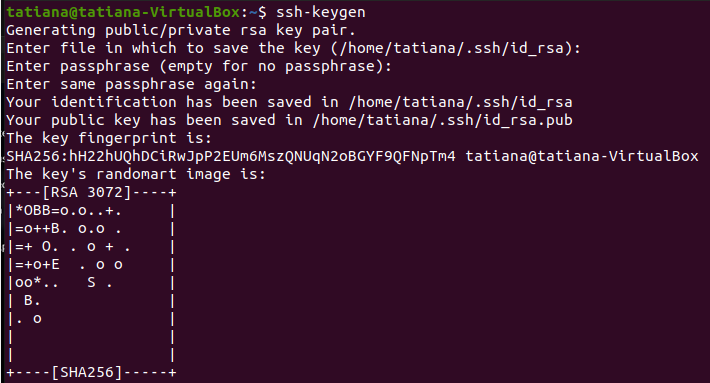 tatiana@tatiana-VirtualBox:~$ ssh-keygen
Generating public/private rsa key pair.
Enter file in which to save the key (/home/tatiana/.ssh/id_rsa):
Enter passphrase (empty for no passphrase):
Enter same passphrase again:
Your identification has been saved in /home/tatiana/.ssh/id_rsa
Your public key has been saved in /home/tatiana/.ssh/id_rsa.pub
The key fingerprint is:
SHA256:hH22hUQhDCiRwJpP2EUm6MszQNUqN2oBGYF9QFNpTm4 tatiana@tatiana-VirtualBox
The key's randomart image is:
+---[RSA 3072]----+
|*OBB=o.o..+.     |
|=o++B. o.o .     |
|=+ O. . o + .    |
|=+o+E  . o o     |
|oo*..   S .      |
| B.              |
|. o              |
|                 |
|                 |
+----[SHA256]-----+